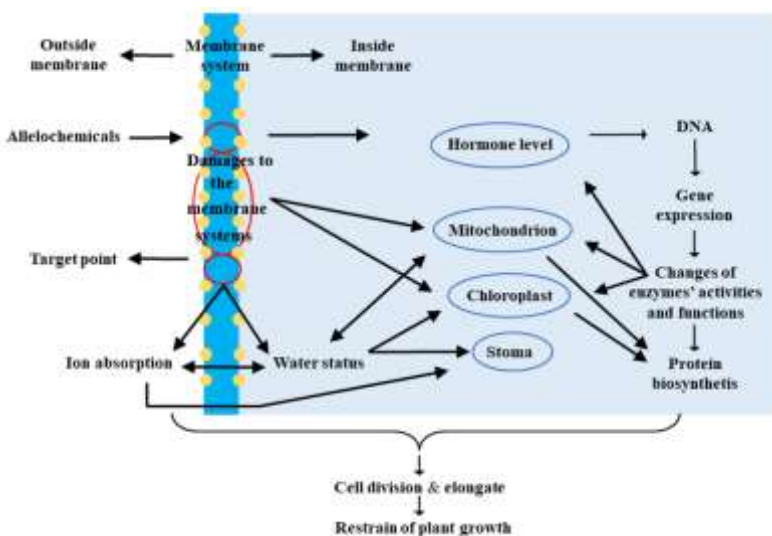 Outside
membrane
Membrane
system
Inside
membrane
Allelochemicals
Hormone level
DNA
Damages to
the
membrane
systems
Gene
expression
Mitochondrion
Target point
Chloroplast
Changes of
enzymes' activities
and functions
Ion absorption
Water status
Stoma
Protein
biosynthetis
Cell division & elongate
Restrain of plant growth